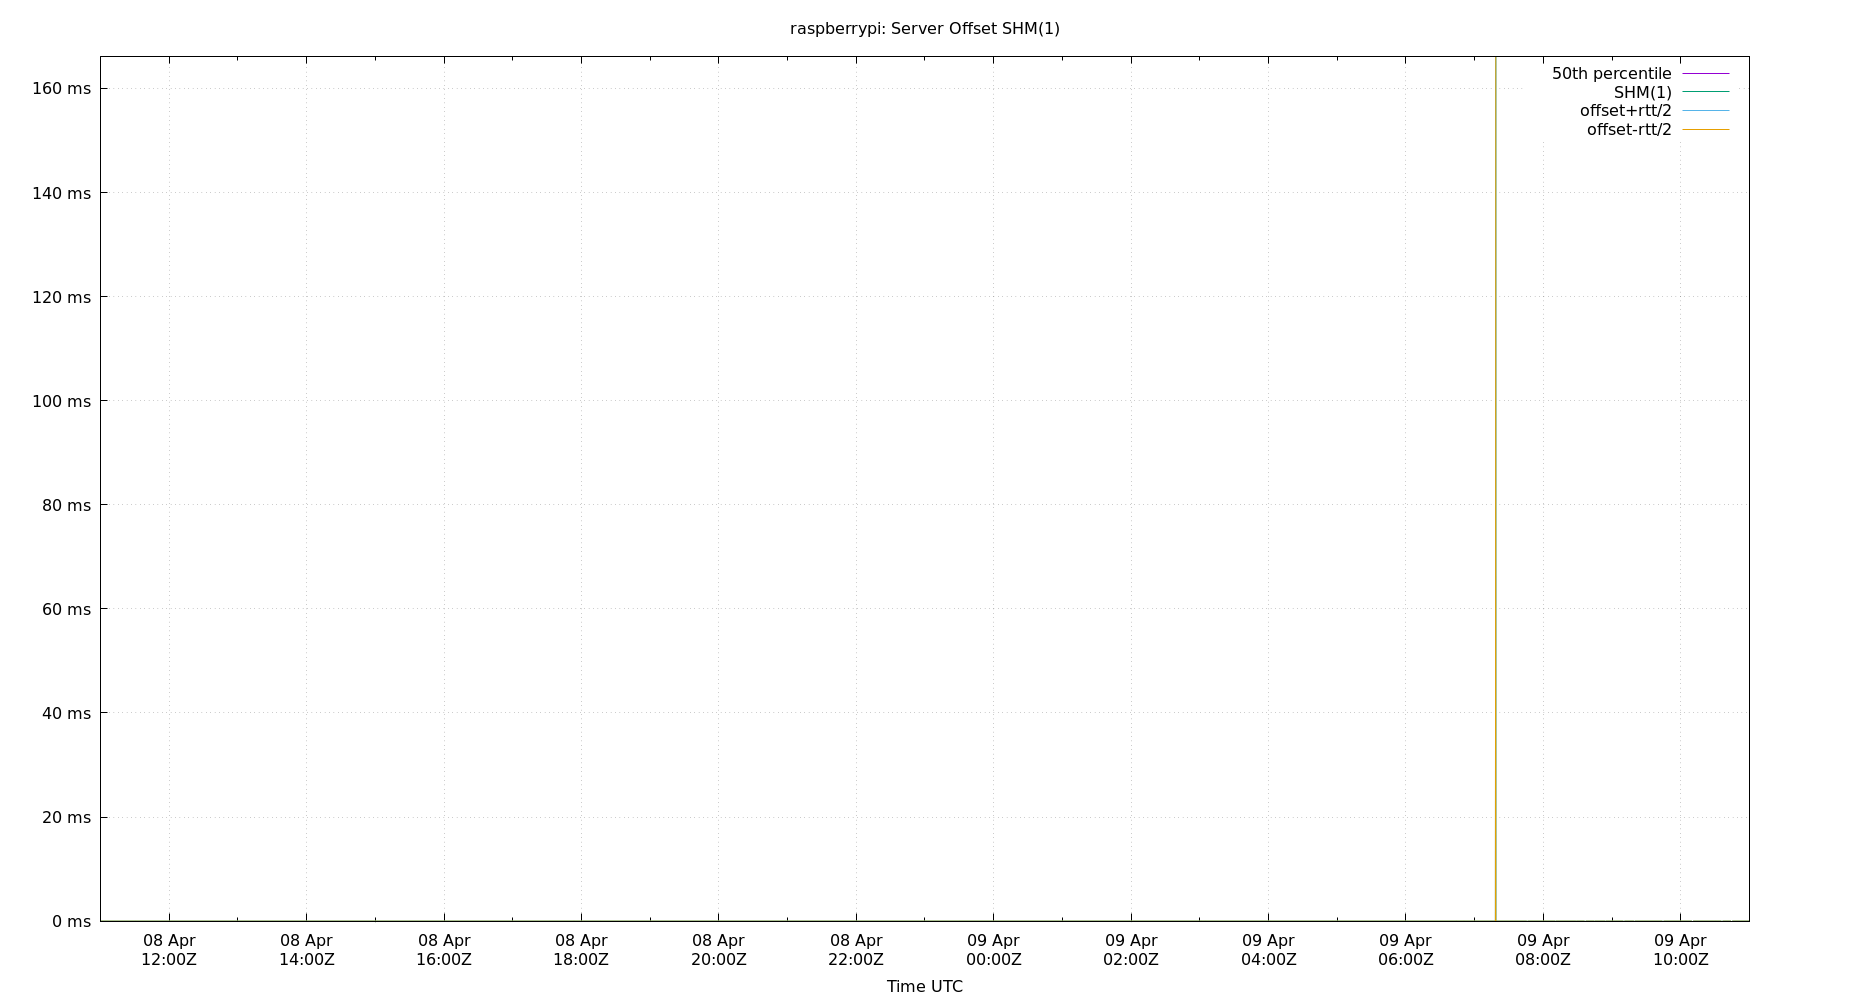 raspberrypi: Server Offset SHM(1)
50th percentile
SHM(1)
offset+rtt/2
offset-rtt/2
160 ms
140 ms
120 ms
100 ms
80 ms
60 ms
40 ms
20 ms
0 ms
08 Apr 08 Apr 08 Apr 08 Apr 08 Apr 08 Apr 09 Apr 09 Apr 09 Apr 09 Apr 09 Apr 09 Apr
12:00Z 14:00Z 16:00Z 18:00Z 20:00Z 22:00Z 00:00Z 02:00Z 04:00Z 06:00Z 08:00Z 10:00Z
Time UTC